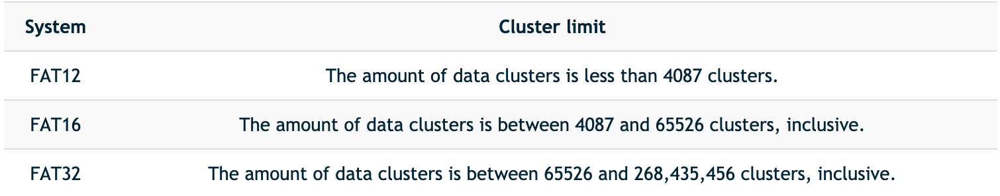 System Cluster limit
FAT12 The amount of data clusters is less than 4087 clusters.
FAT16 The amount of data clusters is between 4087 and 65526 clusters, inclusive.
FAT32 The amount of data clusters is between 65526 and 268,435,456 clusters, inclusive.